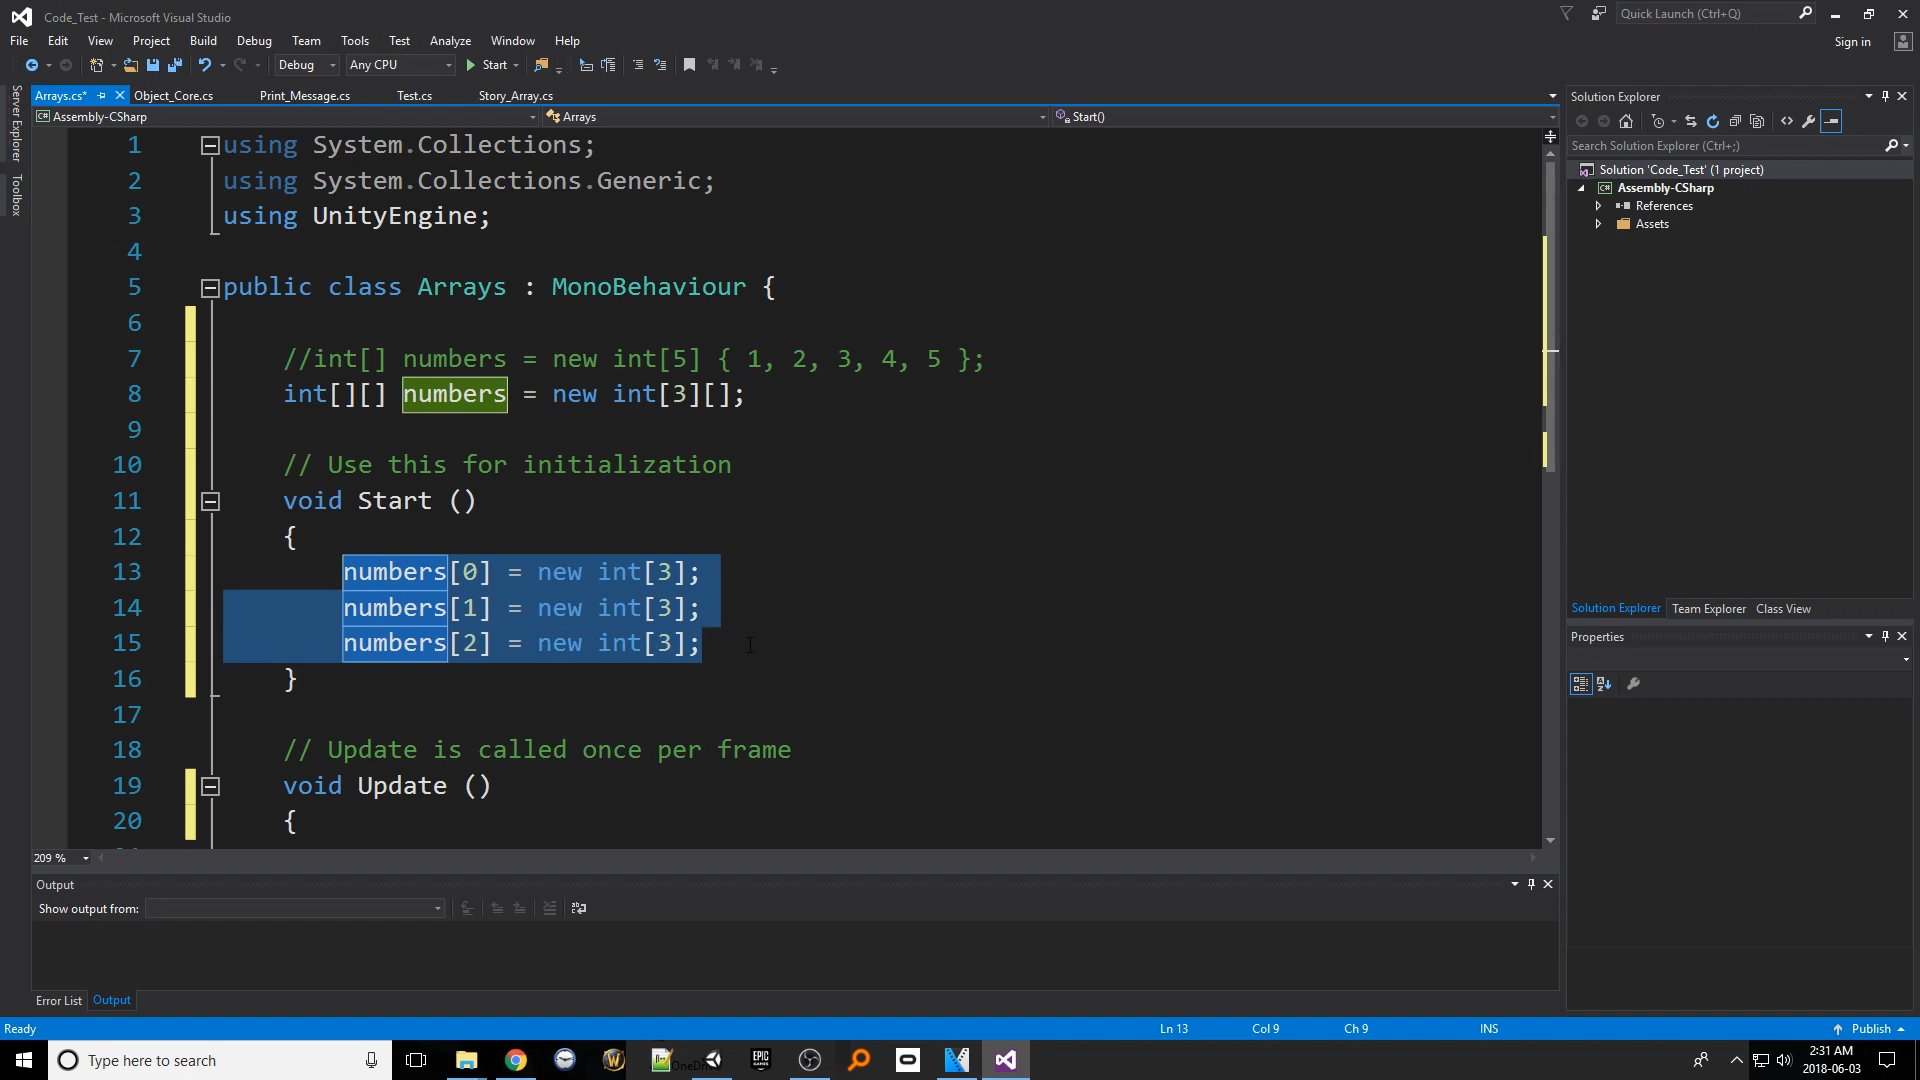 Code_Test - Microsoft Visual Studio
Quick Launch (Ctrl+Q)
File Edit View Project Build Debug Team Tools Test Analyze Window Help
Sign in
Debug Any CPU Start
Server Explorer
Toolbox
Arrays.cs* Object_Core.cs Print_Message.cs Test.cs Story_Array.cs
Assembly-CSharp Arrays Start()
1 using System.Collections;
2 using System.Collections.Generic;
3 using UnityEngine;
4
5 public class Arrays : MonoBehaviour {
6
7 //int[] numbers = new int[5] { 1, 2, 3, 4, 5 };
8 int[][] numbers = new int[3][];
9
10 // Use this for initialization
11 void Start ()
12 {
13 numbers[0] = new int[3];
14 numbers[1] = new int[3];
15 numbers[2] = new int[3];
16 }
17
18 // Update is called once per frame
19 void Update ()
20 {
209 %
Output
Show output from:
Error List Output
Solution Explorer
Search Solution Explorer (Ctrl+;)
Solution 'Code_Test' (1 project)
Assembly-CSharp
References
Assets
Solution Explorer Team Explorer Class View
Properties
Ready Ln 13 Col 9 Ch 9 INS Publish
Type here to search
EPIC GAMES
2:31 AM
2018-06-03